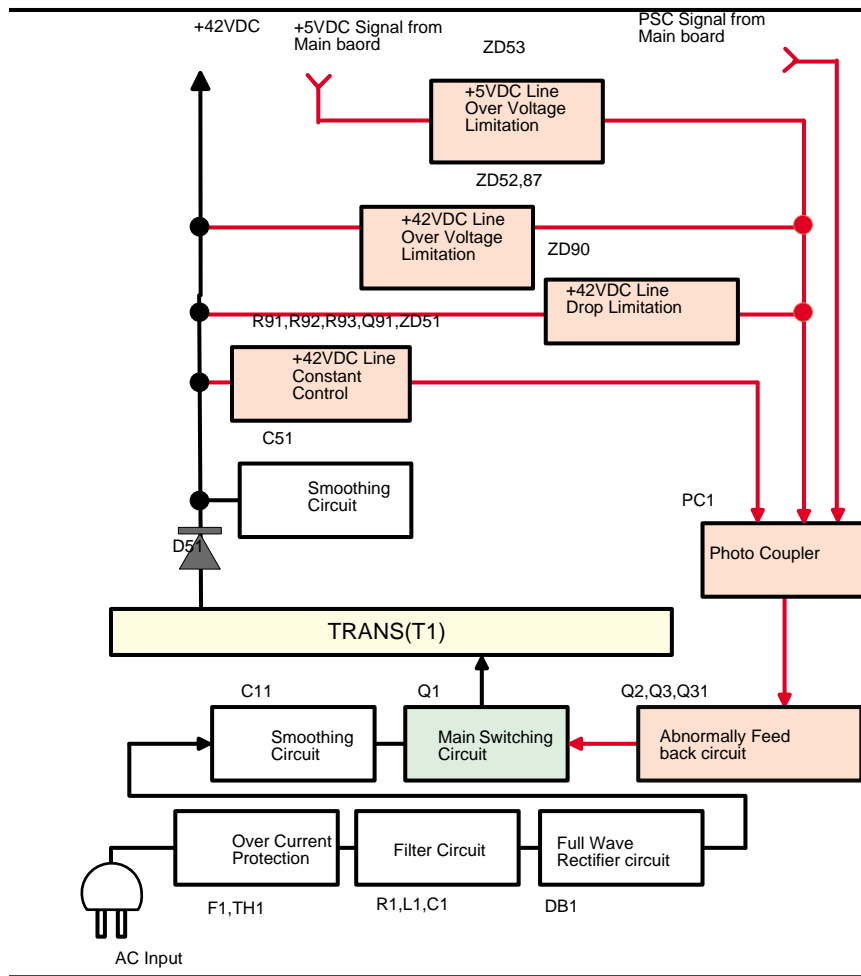 +42VDC
+5VDC Signal from
Main baord
ZD53
PSC Signal from
Main board
+5VDC Line
Over Voltage
Limitation
ZD52,87
+42VDC Line
Over Voltage
Limitation
ZD90
+42VDC Line
Drop Limitation
R91,R92,R93,Q91,ZD51
+42VDC Line
Constant
Control
C51
Smoothing
Circuit
PC1
D51
Photo Coupler
TRANS(T1)
C11
Q1
Q2,Q3,Q31
Smoothing
Circuit
Main Switching
Circuit
Abnormally Feed
back circuit
Over Current
Protection
Filter Circuit
Full Wave
Rectifier circuit
F1,TH1
R1,L1,C1
DB1
AC Input